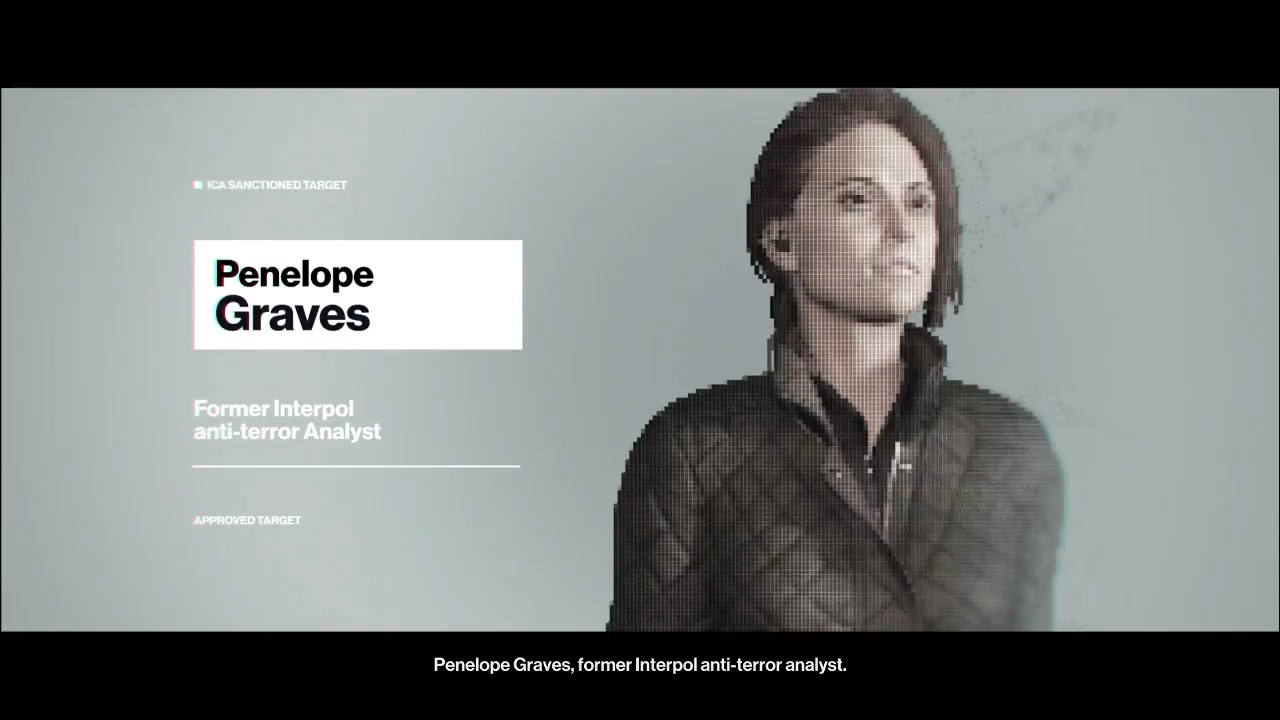 ICA SANCTIONED TARGET
Penelope
Graves
Former Interpol
anti-terror Analyst
APPROVED TARGET
Penelope Graves, former Interpol anti-terror analyst.